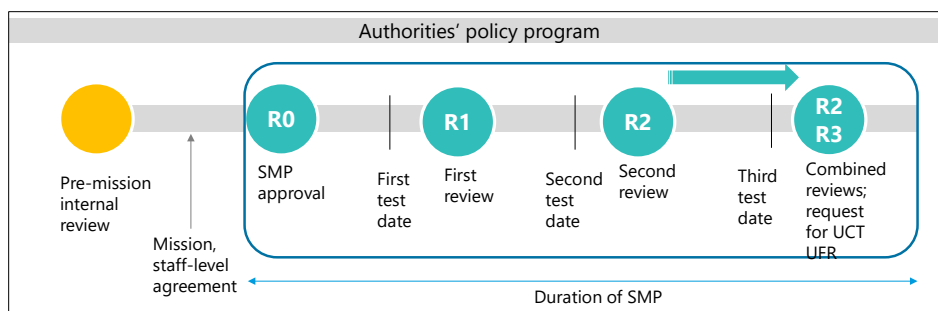 Authorities' policy program
R0
R1
R2
R2
R3
Pre-mission
internal
review
Mission,
staff-level
agreement
SMP
approval
First
test
date
First
review
Second
test date
Second
review
Third
test
date
Combined
reviews;
request
for UCT
UFR
Duration of SMP